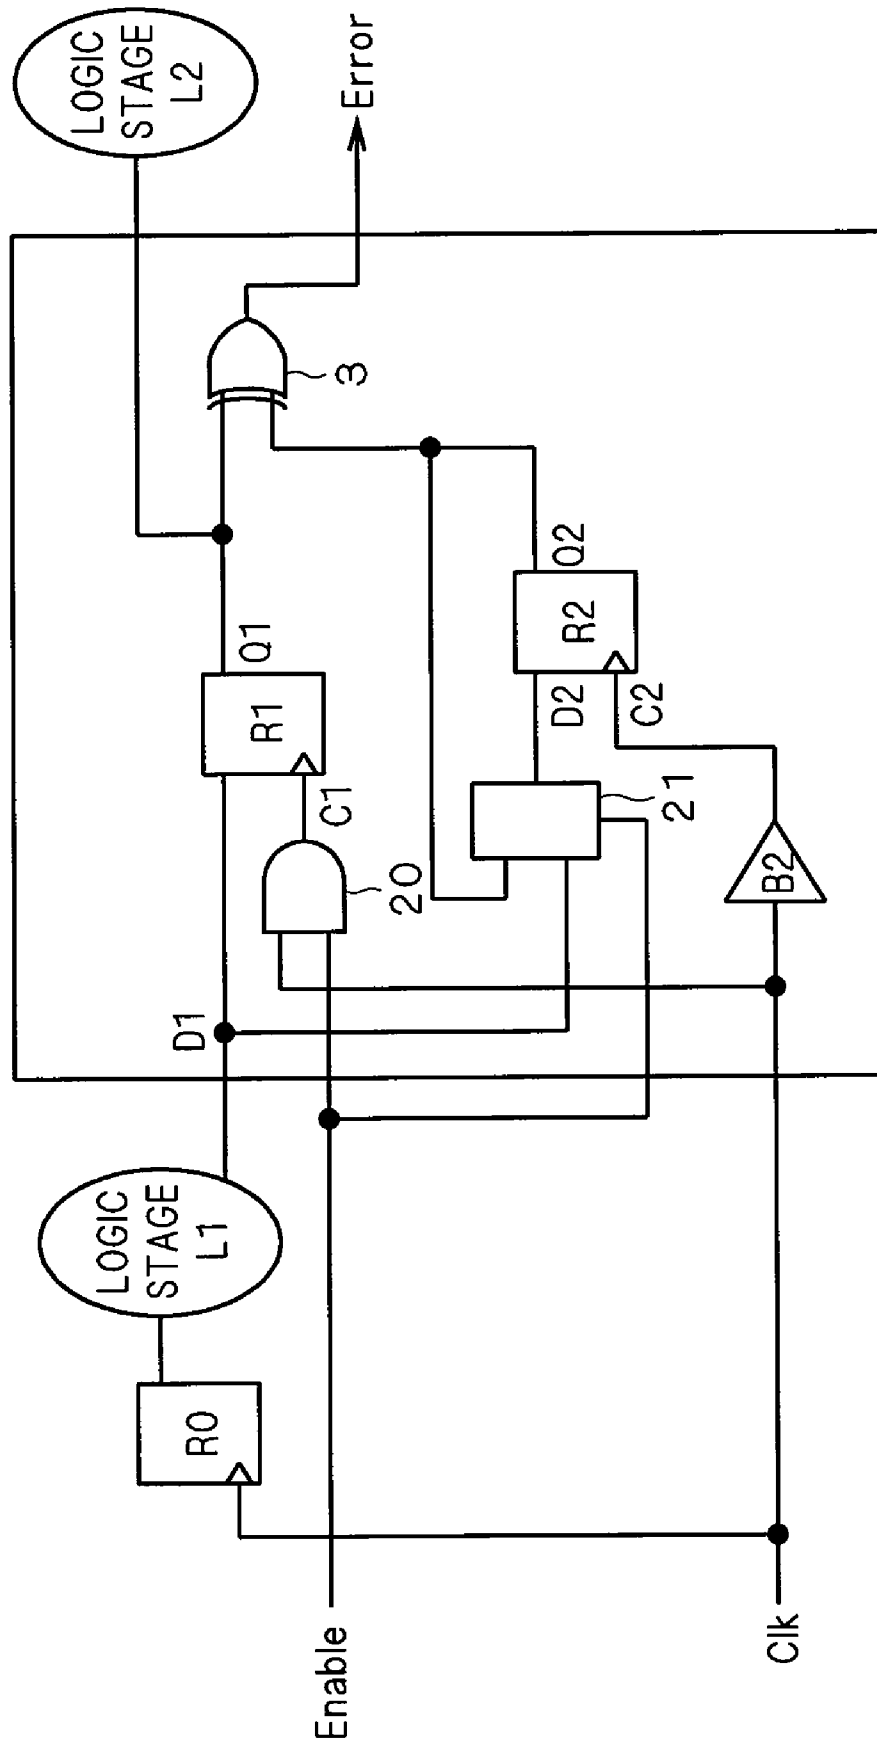 LOGIC
STAGE
L2
Error
3
Q1
R1
C1
20
D1
Q2
R2
D2
C2
21
B2
LOGIC
STAGE
L1
R0
Enable
Clk